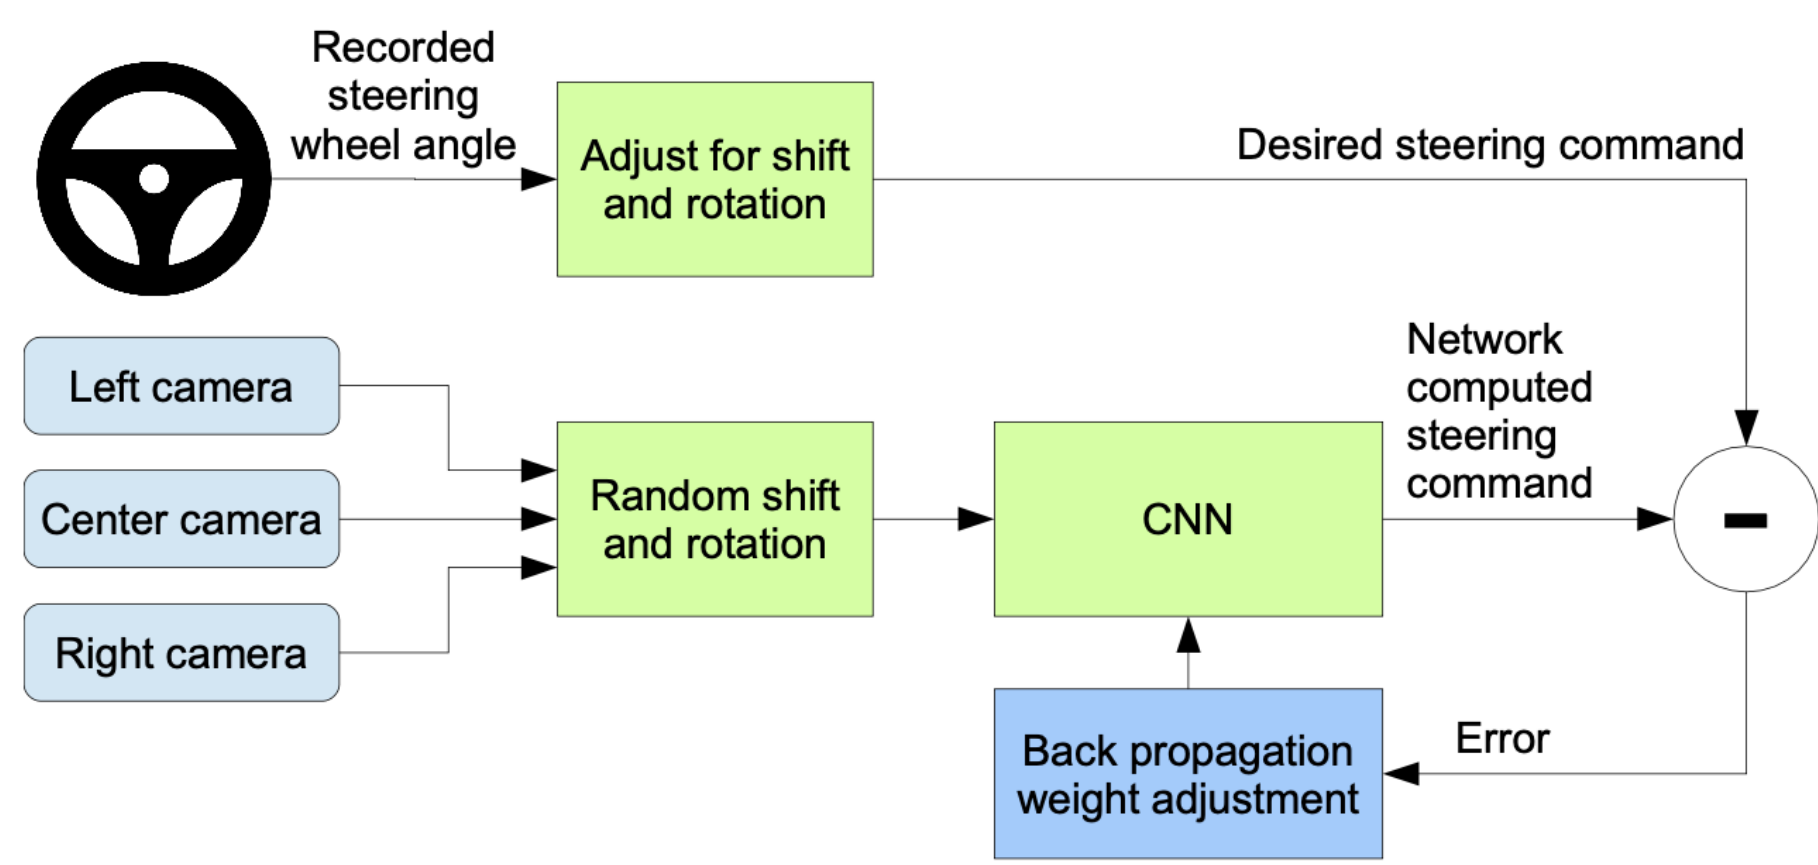 Recorded
steering
wheel angle
Adjust for shift
and rotation
Desired steering command
Left camera
Center camera
Right camera
Random shift
and rotation
CNN
Network
computed
steering
command
-
Back propagation
weight adjustment
Error